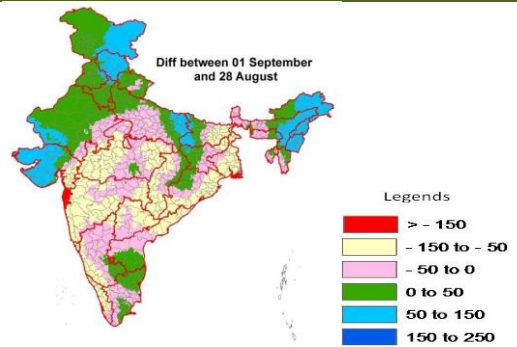 Diff between 01 September
and 28 August
Legends
> - 150
- 150 to - 50
- 50 to 0
0 to 50
50 to 150
150 to 250